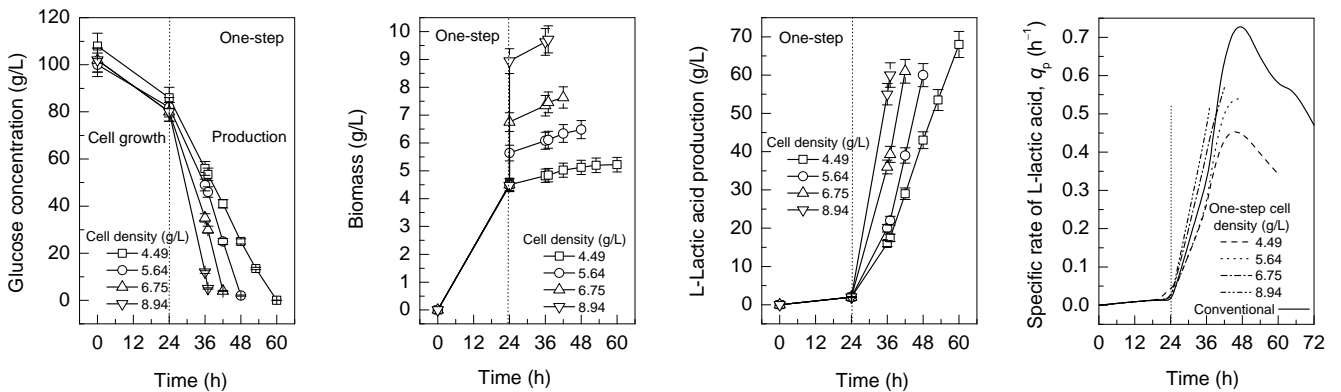 Glucose concentration (g/L)
120
100
80
60
40
20
0
One-step
Cell growth
Production
Cell density (g/L)
4.49
5.64
6.75
8.94
0 12 24 36 48 60
Time (h)
Biomass (g/L)
10
9
8
7
6
5
4
3
2
1
0
One-step
Cell density (g/L)
4.49
5.64
6.75
8.94
0 12 24 36 48 60
Time (h)
L-Lactic acid production (g/L)
70
60
50
40
30
20
10
0
One-step
Cell density (g/L)
4.49
5.64
6.75
8.94
0 12 24 36 48 60
Time (h)
Specific rate of L-lactic acid, qp (h−1)
0.7
0.6
0.5
0.4
0.3
0.2
0.1
0.0
One-step cell
density (g/L)
4.49
5.64
6.75
8.94
Conventional
0 12 24 36 48 60 72
Time (h)